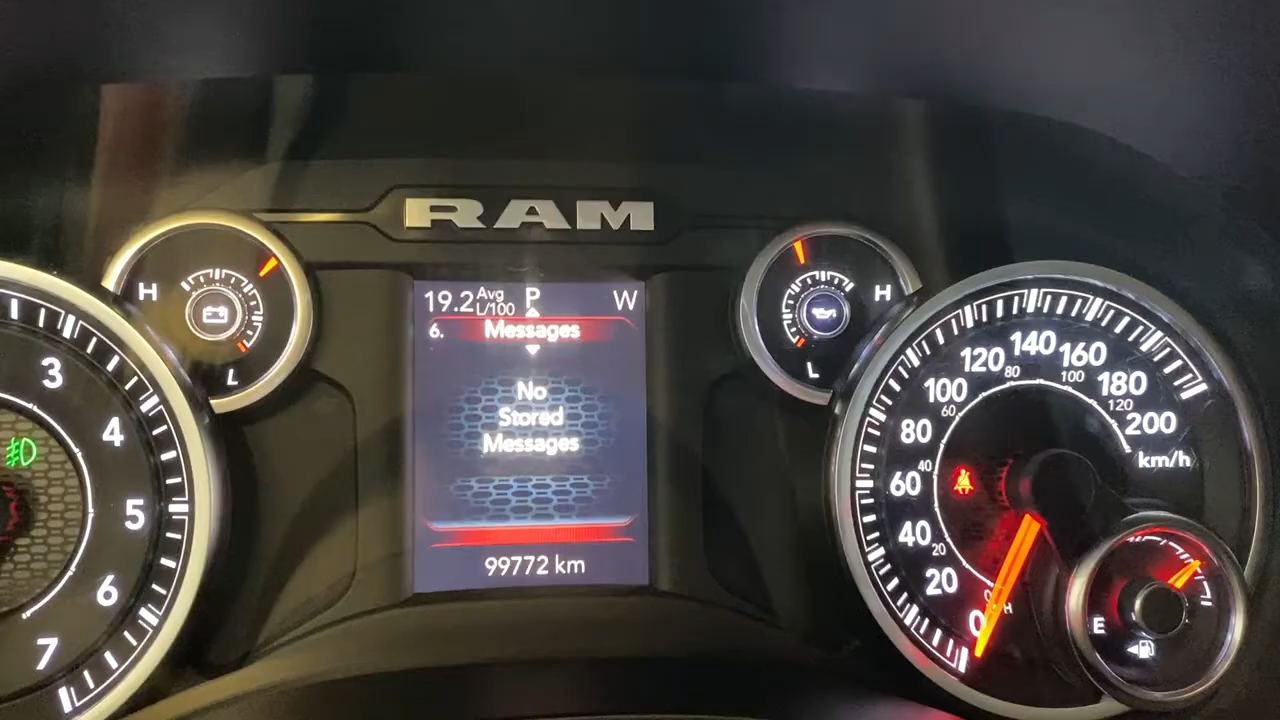 RAM
19.2 Avg L/100 P W
6. Messages
No
Stored
Messages
99772 km
H
L
H
L
3
4
5
6
7
0
20
40
60
80
100
120
140
160
180
200
km/h
20
40
60
80
100
120
E